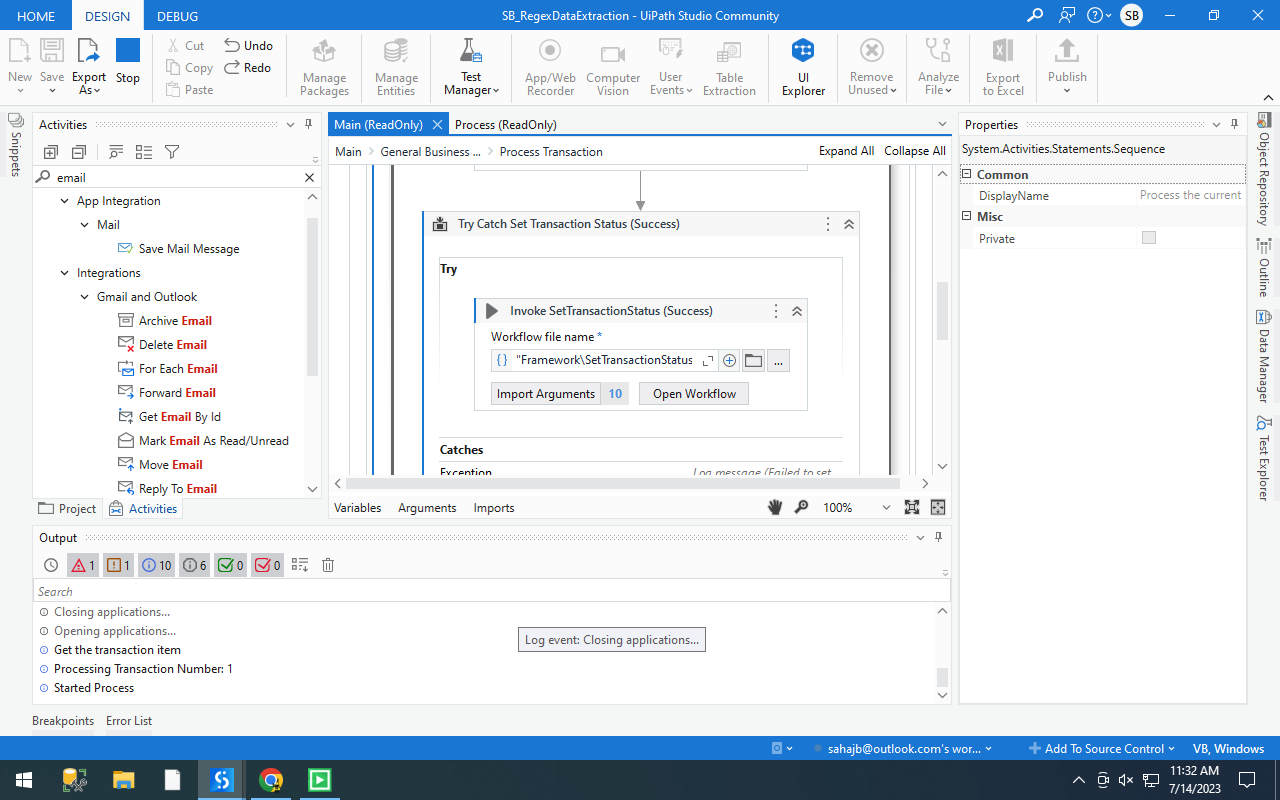 HOME DESIGN DEBUG SB_RegexDataExtraction - UiPath Studio Community SB
New Save Export As Stop
Cut Undo
Copy Redo
Paste
Manage Packages
Manage Entities
Test Manager
App/Web Recorder
Computer Vision
User Events
Table Extraction
UI Explorer
Remove Unused
Analyze File
Export to Excel
Publish
Snippets
Activities
email
App Integration
Mail
Save Mail Message
Integrations
Gmail and Outlook
Archive Email
Delete Email
For Each Email
Forward Email
Get Email By Id
Mark Email As Read/Unread
Move Email
Reply To Email
Project Activities
Main (ReadOnly) Process (ReadOnly)
Main General Business ... Process Transaction Expand All Collapse All
Try Catch Set Transaction Status (Success)
Try
Invoke SetTransactionStatus (Success)
Workflow file name *
{} "Framework\SetTransactionStatus ...
Import Arguments 10 Open Workflow
Catches
Exception Log message (Failed to set
Variables Arguments Imports 100%
Properties
System.Activities.Statements.Sequence
Common
DisplayName Process the current
Misc
Private
Object Repository
Outline
Data Manager
Test Explorer
Output
1 1 10 6 0 0
Search
Closing applications...
Opening applications...
Get the transaction item
Processing Transaction Number: 1
Started Process
Log event: Closing applications...
Breakpoints Error List
sahajb@outlook.com's wor... Add To Source Control VB, Windows
11:32 AM
7/14/2023